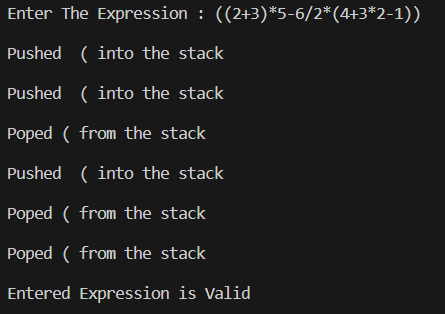 Enter The Expression : ((2+3)*5-6/2*(4+3*2-1))
Pushed  ( into the stack
Pushed  ( into the stack
Poped ( from the stack
Pushed  ( into the stack
Poped ( from the stack
Poped ( from the stack
Entered Expression is Valid